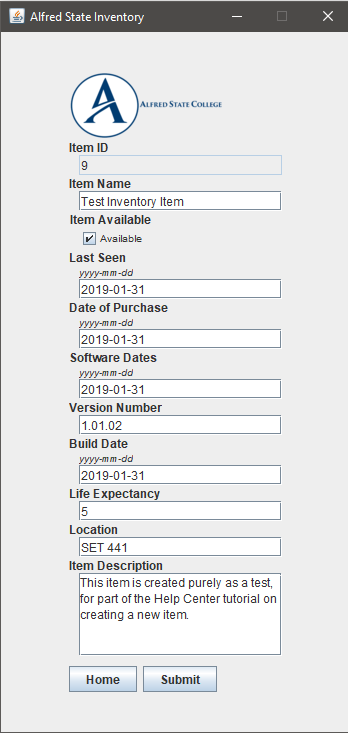 Alfred State Inventory
A ALFRED STATE COLLEGE
Item ID
9
Item Name
Test Inventory Item
Item Available
Available
Last Seen
yyyy-mm-dd
2019-01-31
Date of Purchase
yyyy-mm-dd
2019-01-31
Software Dates
yyyy-mm-dd
2019-01-31
Version Number
1.01.02
Build Date
yyyy-mm-dd
2019-01-31
Life Expectancy
5
Location
SET 441
Item Description
This item is created purely as a test,
for part of the Help Center tutorial on
creating a new item.
Home Submit